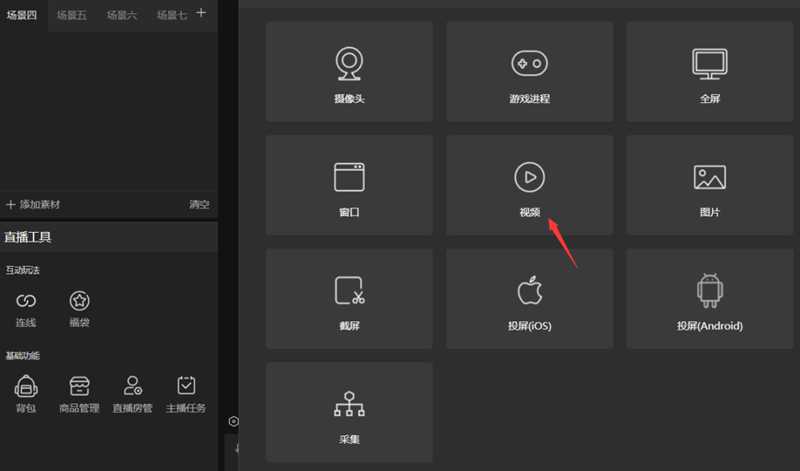 场景四 场景五 场景六 场景七 +
摄像头 游戏进程 全屏
窗口 视频 图片
+ 添加素材 清空
直播工具
互动玩法
连线 福袋
截屏 投屏(iOS) 投屏(Android)
基础功能
背包 商品管理 直播房管 主播任务
采集